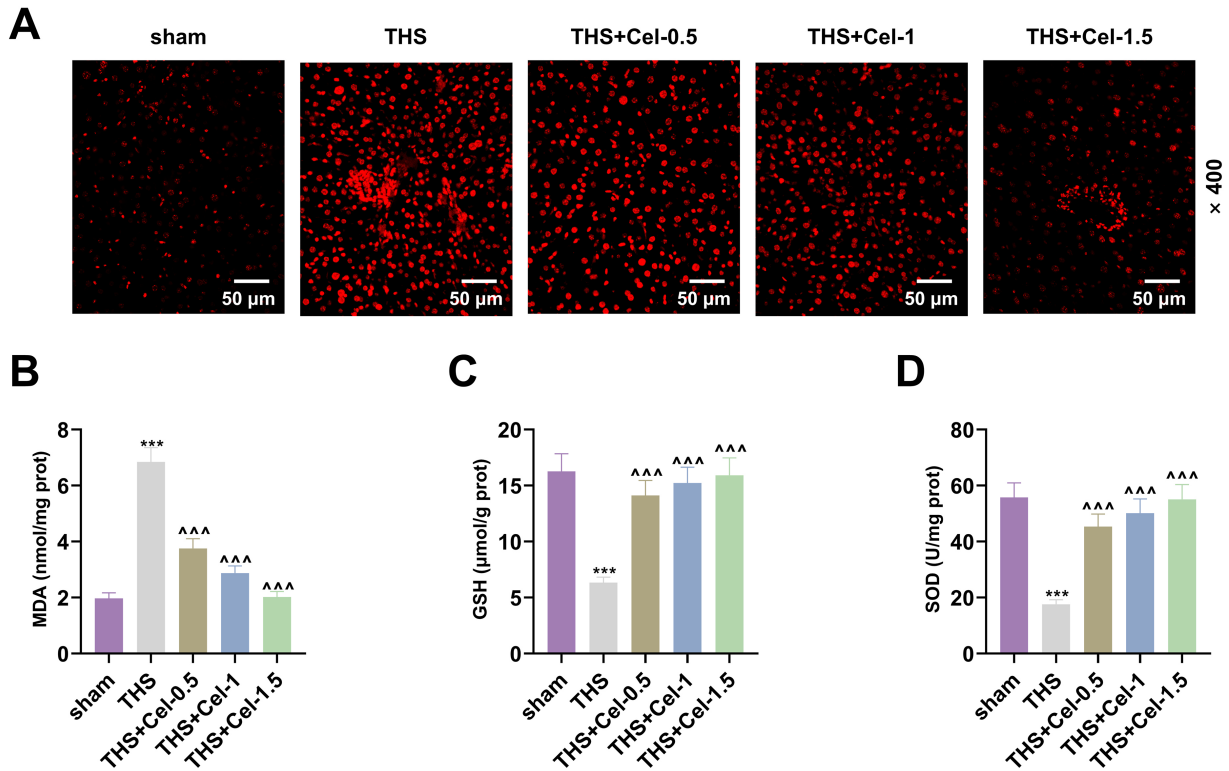 A
sham
THS
THS+Cel-0.5
THS+Cel-1
THS+Cel-1.5
50 μm
50 μm
50 μm
50 μm
50 μm
× 400
B
MDA (nmol/mg prot)
8
6
4
2
0
***
^^^
^^^
^^^
sham
THS
THS+Cel-0.5
THS+Cel-1
THS+Cel-1.5
C
GSH (μmol/g prot)
20
15
10
5
0
***
^^^
^^^
^^^
sham
THS
THS+Cel-0.5
THS+Cel-1
THS+Cel-1.5
D
SOD (U/mg prot)
80
60
40
20
0
***
^^^
^^^
^^^
sham
THS
THS+Cel-0.5
THS+Cel-1
THS+Cel-1.5